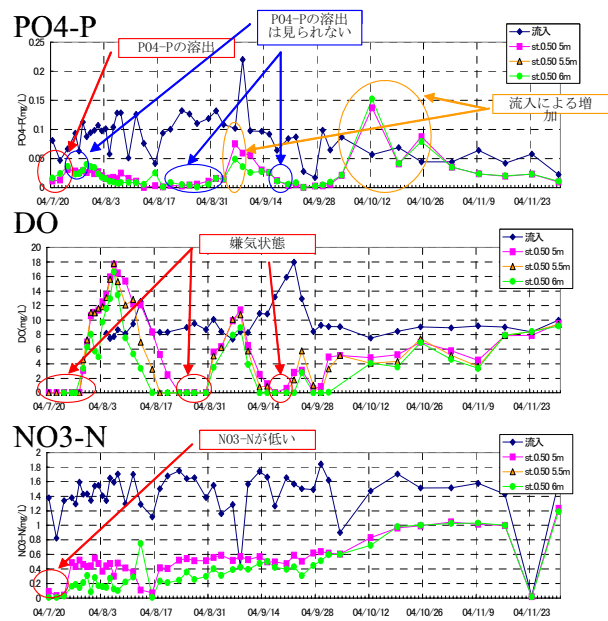 PO4-P
PO4-Pの溶出
PO4-Pの溶出
は見られない
流入
st.0.50 5m
st.0.50 5.5m
st.0.50 6m
流入による増
加
PO4-P(mg/L)
0.25
0.2
0.15
0.1
0.05
0
04/7/20 04/8/3 04/8/17 04/8/31 04/9/14 04/9/28 04/10/12 04/10/26 04/11/9 04/11/23
DO
嫌気状態
流入
st.0.50 5m
st.0.50 5.5m
st.0.50 6m
DO(mg/L)
20
18
16
14
12
10
8
6
4
2
0
04/7/20 04/8/3 04/8/17 04/8/31 04/9/14 04/9/28 04/10/12 04/10/26 04/11/9 04/11/23
NO3-N
NO3-Nが低い
流入
st.0.50 5m
st.0.50 5.5m
st.0.50 6m
NO3-N(mg/L)
2
1.8
1.6
1.4
1.2
1
0.8
0.6
0.4
0.2
0
04/7/20 04/8/3 04/8/17 04/8/31 04/9/14 04/9/28 04/10/12 04/10/26 04/11/9 04/11/23